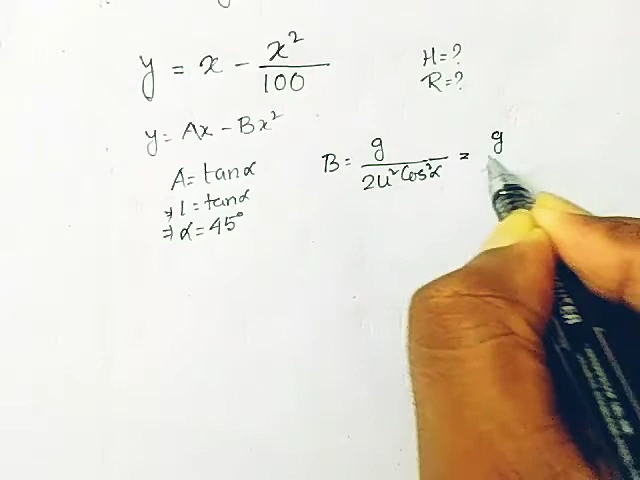 y = x - x²/100
H = ?
R = ?
y = Ax - Bx²
A = tanα
⇒ 1 = tanα
⇒ α = 45°
B = g/2u²cos²α = g